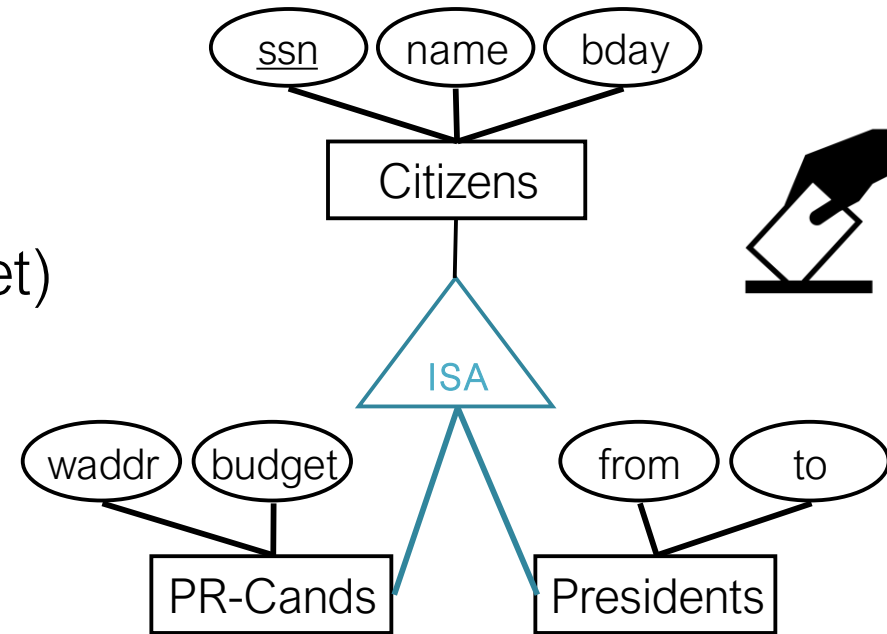 ssn name bday
Citizens
et)
ISA
waddr budget from to
PR-Cands Presidents